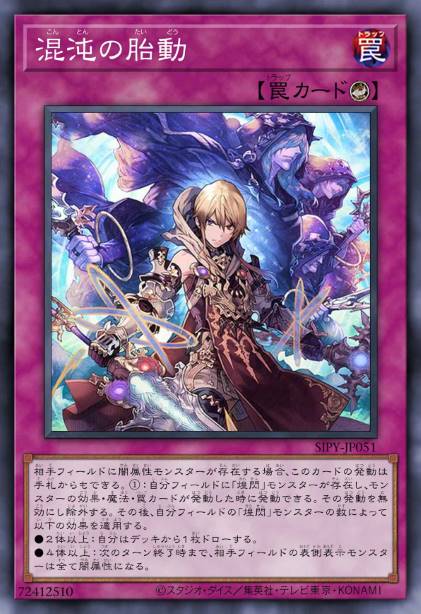 混沌の胎動
罠
【罠カード】
SIPY-JP051
相手フィールドに闇属性モンスターが存在する場合、このカードの発動は
手札からもできる。①:自分フィールドに「煌閃」モンスターが存在し、モン
スターの効果・魔法・罠カードが発動した時に発動できる。その発動を無
効にし除外する。その後、自分フィールドの「煌閃」モンスターの数によって
以下の効果を適用する。
●2体以上:自分はデッキから1枚ドローする。
●4体以上:次のターン終了時まで、相手フィールドの表側表示モンスタ
ーは全て闇属性になる。
72412510
©スタジオ・ダイス/集英社・テレビ東京・KONAMI